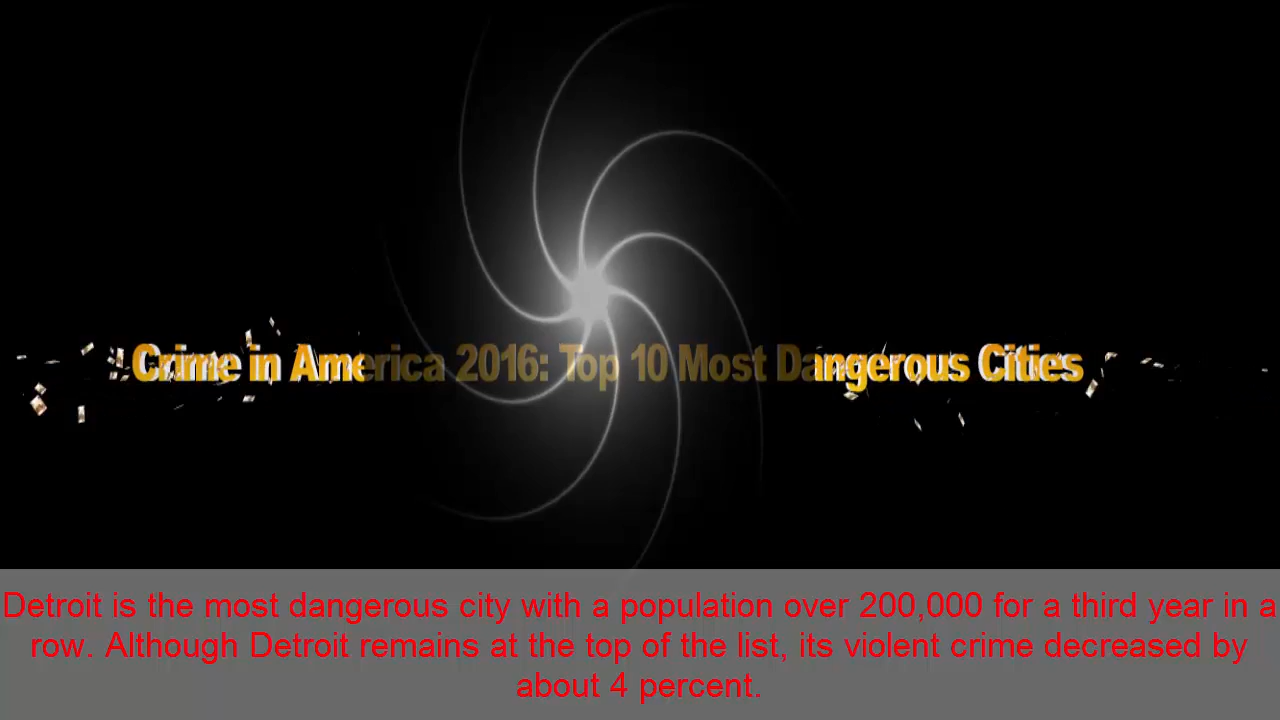 Crime in America 2016: Top 10 Most Dangerous Cities
Detroit is the most dangerous city with a population over 200,000 for a third year in a
row. Although Detroit remains at the top of the list, its violent crime decreased by
about 4 percent.